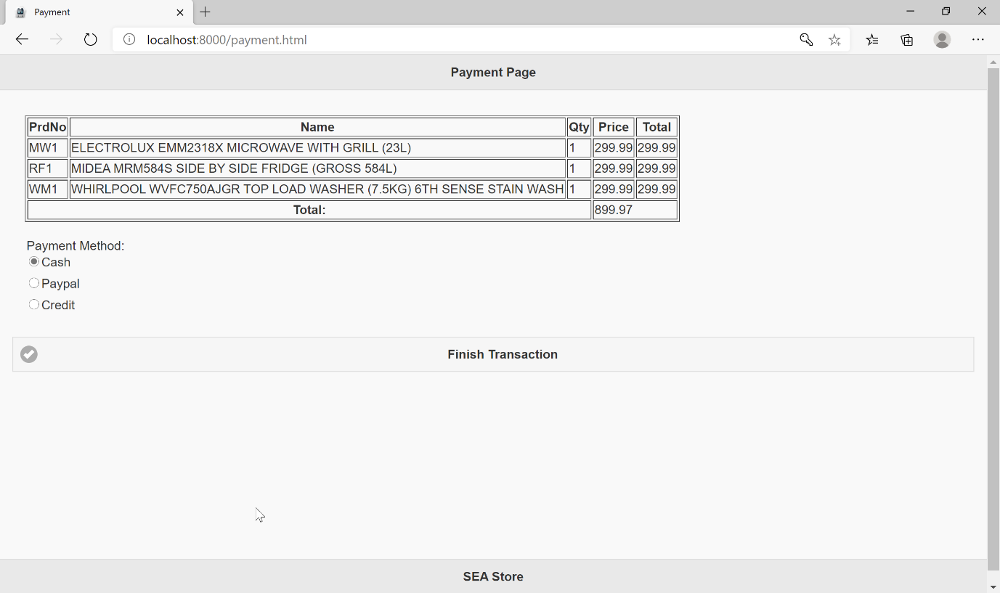 Payment
localhost:8000/payment.html
Payment Page
PrdNo Name Qty Price Total
MW1 ELECTROLUX EMM2318X MICROWAVE WITH GRILL (23L) 1 299.99 299.99
RF1 MIDEA MRM584S SIDE BY SIDE FRIDGE (GROSS 584L) 1 299.99 299.99
WM1 WHIRLPOOL WVFC750AJGR TOP LOAD WASHER (7.5KG) 6TH SENSE STAIN WASH 1 299.99 299.99
Total: 899.97
Payment Method:
Cash
Paypal
Credit
Finish Transaction
SEA Store